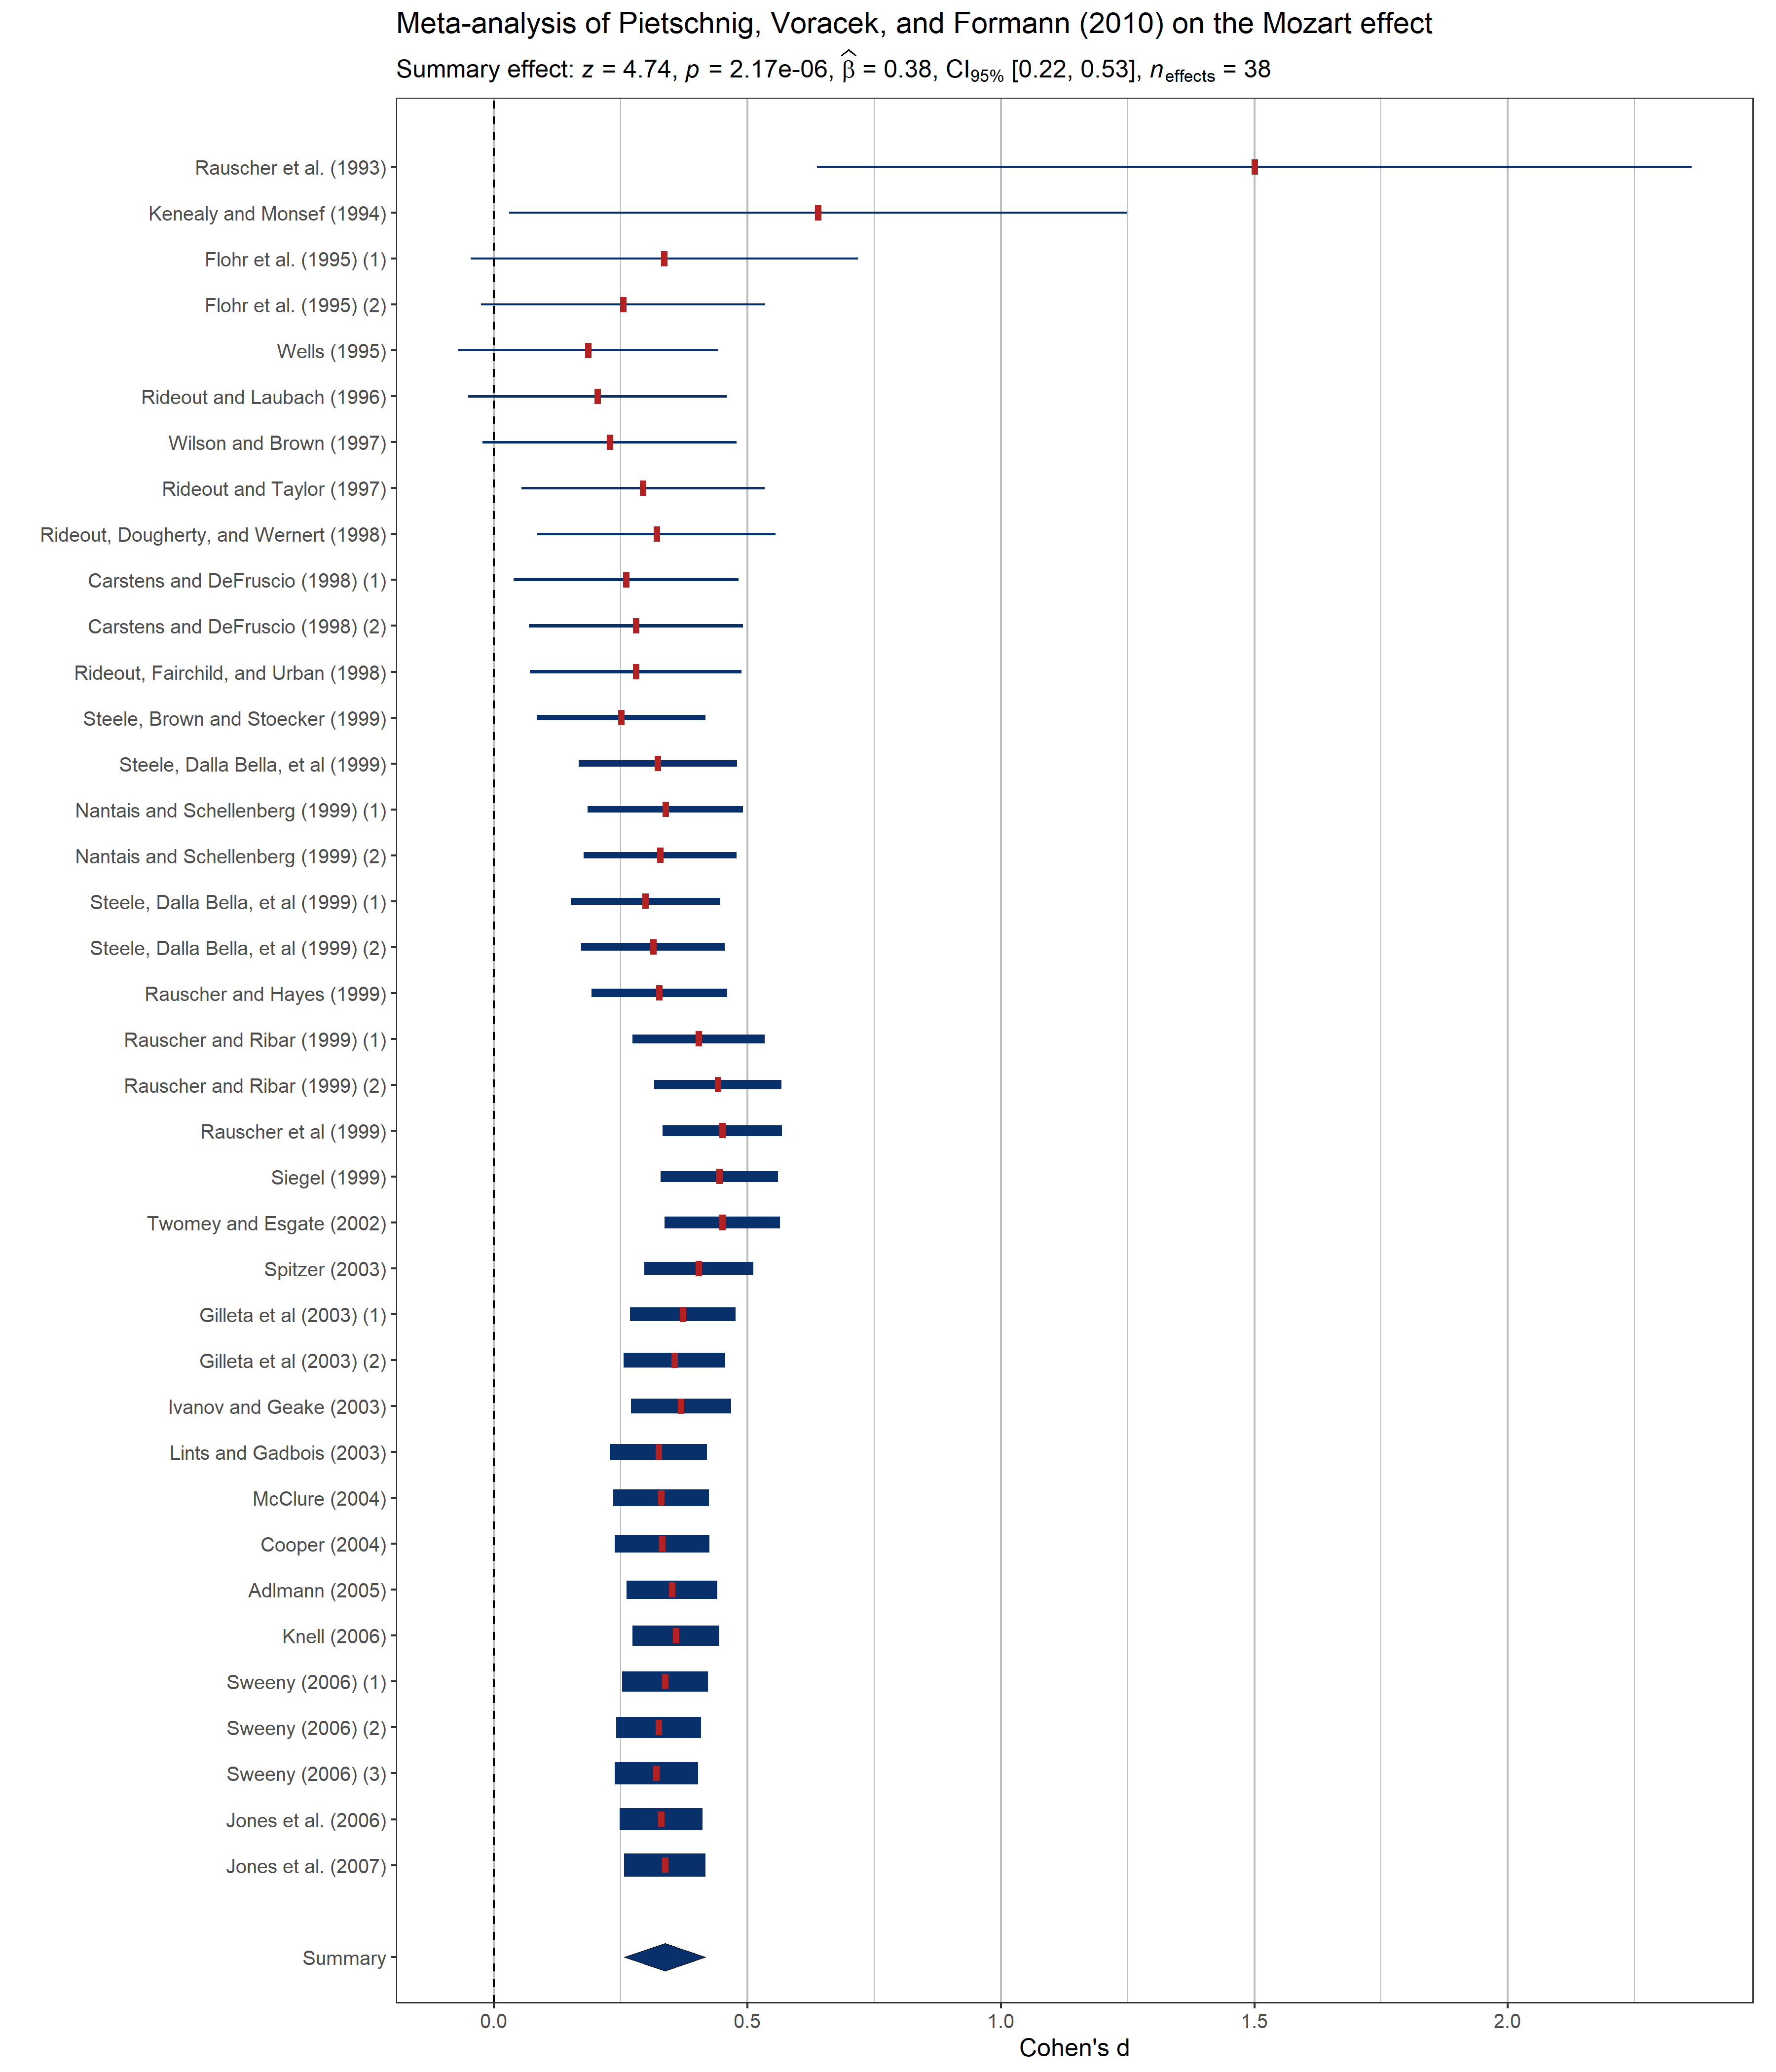 Meta-analysis of Pietschnig, Voracek, and Formann (2010) on the Mozart effect
Summary effect: z = 4.74, p = 2.17e-06, β̂ = 0.38, CI95% [0.22, 0.53], neffects = 38
Rauscher et al. (1993)
Kenealy and Monsef (1994)
Flohr et al. (1995) (1)
Flohr et al. (1995) (2)
Wells (1995)
Rideout and Laubach (1996)
Wilson and Brown (1997)
Rideout and Taylor (1997)
Rideout, Dougherty, and Wernert (1998)
Carstens and DeFruscio (1998) (1)
Carstens and DeFruscio (1998) (2)
Rideout, Fairchild, and Urban (1998)
Steele, Brown and Stoecker (1999)
Steele, Dalla Bella, et al (1999)
Nantais and Schellenberg (1999) (1)
Nantais and Schellenberg (1999) (2)
Steele, Dalla Bella, et al (1999) (1)
Steele, Dalla Bella, et al (1999) (2)
Rauscher and Hayes (1999)
Rauscher and Ribar (1999) (1)
Rauscher and Ribar (1999) (2)
Rauscher et al (1999)
Siegel (1999)
Twomey and Esgate (2002)
Spitzer (2003)
Gilleta et al (2003) (1)
Gilleta et al (2003) (2)
Ivanov and Geake (2003)
Lints and Gadbois (2003)
McClure (2004)
Cooper (2004)
Adlmann (2005)
Knell (2006)
Sweeny (2006) (1)
Sweeny (2006) (2)
Sweeny (2006) (3)
Jones et al. (2006)
Jones et al. (2007)
Summary
0.0 0.5 1.0 1.5 2.0
Cohen's d